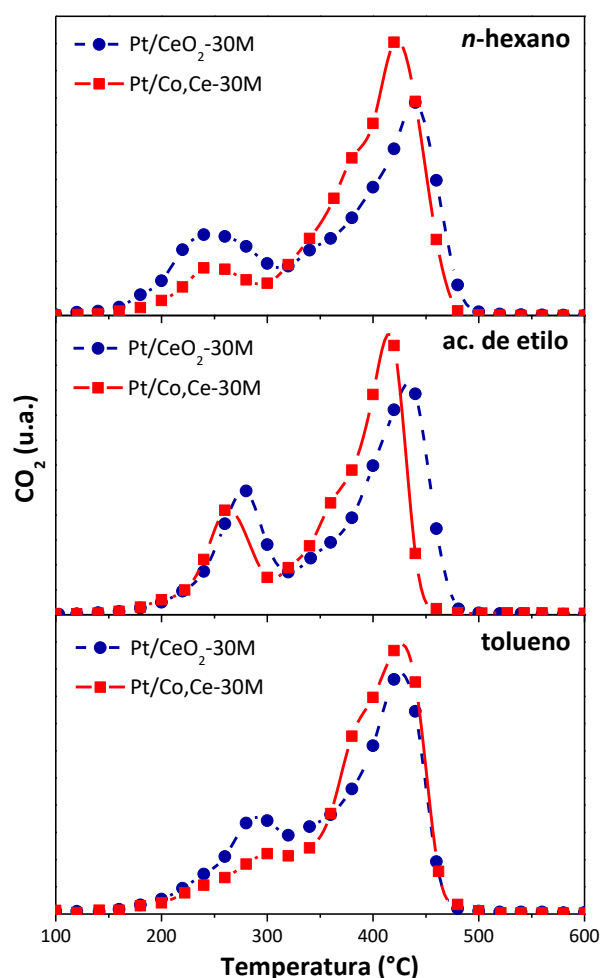 n-hexano
Pt/CeO₂-30M
Pt/Co,Ce-30M
ac. de etilo
Pt/CeO₂-30M
Pt/Co,Ce-30M
tolueno
Pt/CeO₂-30M
Pt/Co,Ce-30M
CO₂ (u.a.)
100 200 300 400 500 600
Temperatura (°C)